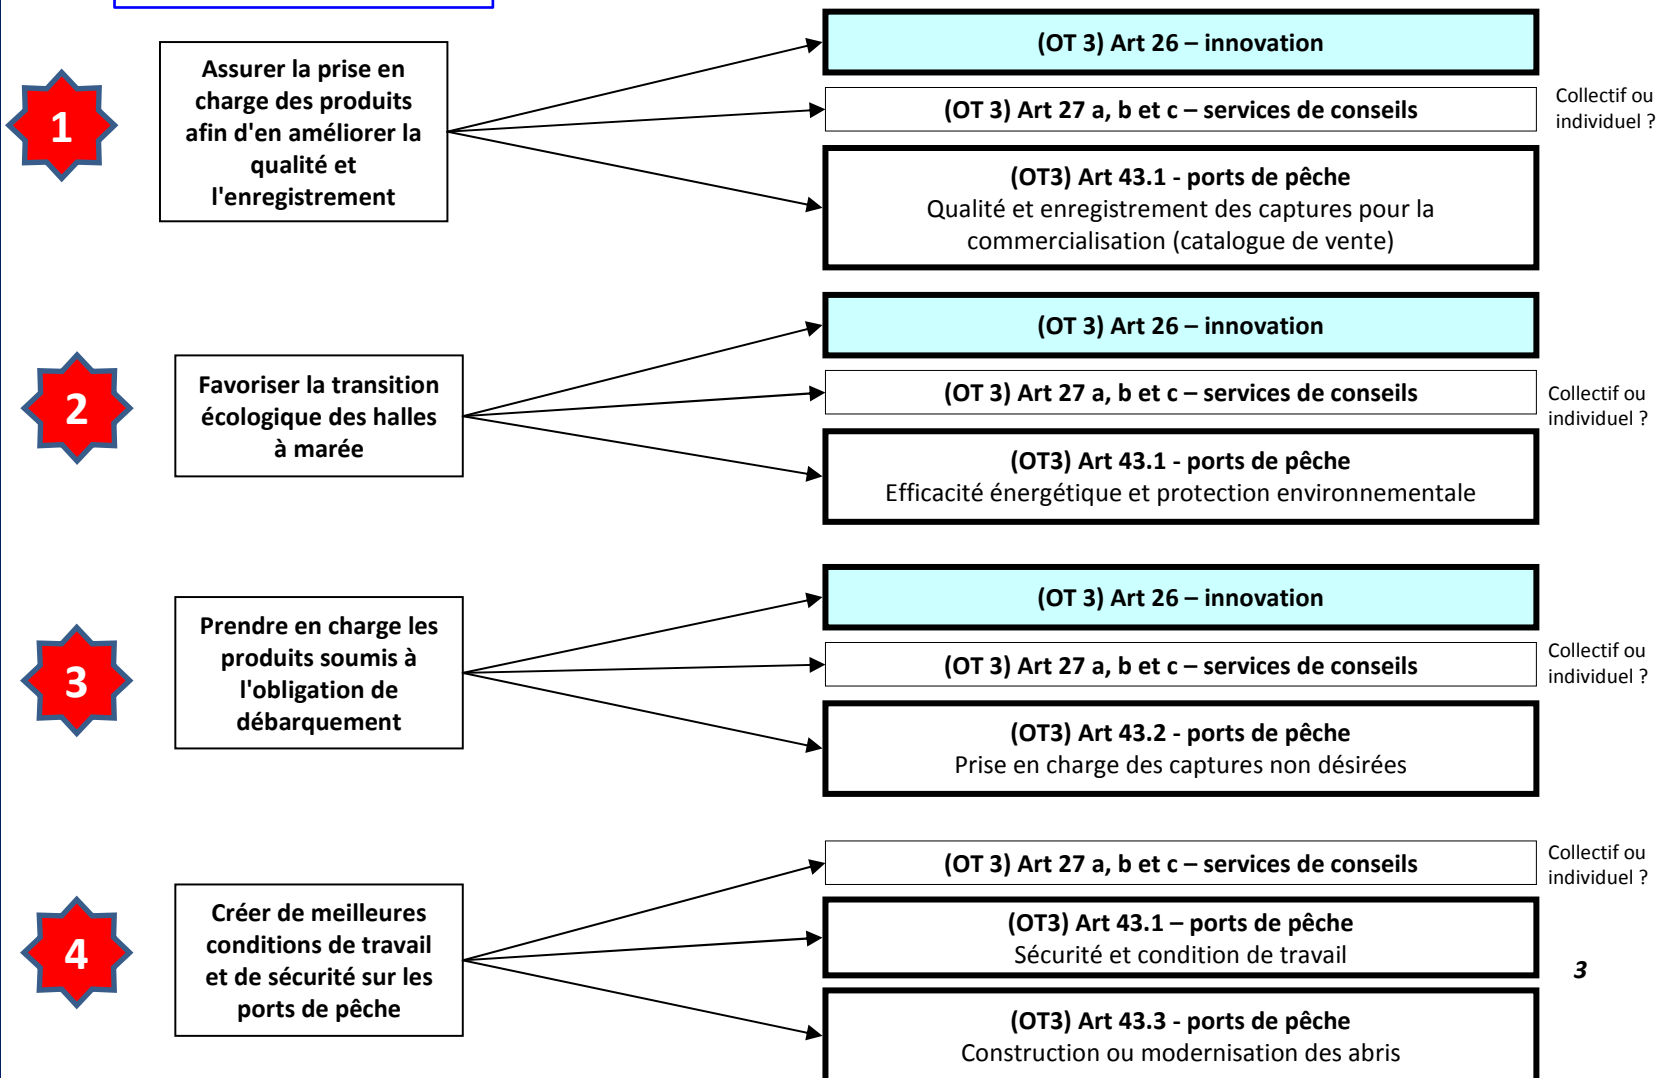 1
Assurer la prise en
charge des produits
afin d'en améliorer la
qualité et
l'enregistrement
(OT 3) Art 26 – innovation
(OT 3) Art 27 a, b et c – services de conseils
Collectif ou
individuel ?
(OT3) Art 43.1 - ports de pêche
Qualité et enregistrement des captures pour la
commercialisation (catalogue de vente)
2
Favoriser la transition
écologique des halles
à marée
(OT 3) Art 26 – innovation
(OT 3) Art 27 a, b et c – services de conseils
Collectif ou
individuel ?
(OT3) Art 43.1 - ports de pêche
Efficacité énergétique et protection environnementale
3
Prendre en charge les
produits soumis à
l'obligation de
débarquement
(OT 3) Art 26 – innovation
(OT 3) Art 27 a, b et c – services de conseils
Collectif ou
individuel ?
(OT3) Art 43.2 - ports de pêche
Prise en charge des captures non désirées
4
Créer de meilleures
conditions de travail
et de sécurité sur les
ports de pêche
(OT 3) Art 27 a, b et c – services de conseils
Collectif ou
individuel ?
(OT3) Art 43.1 – ports de pêche
Sécurité et condition de travail
(OT3) Art 43.3 - ports de pêche
Construction ou modernisation des abris
3